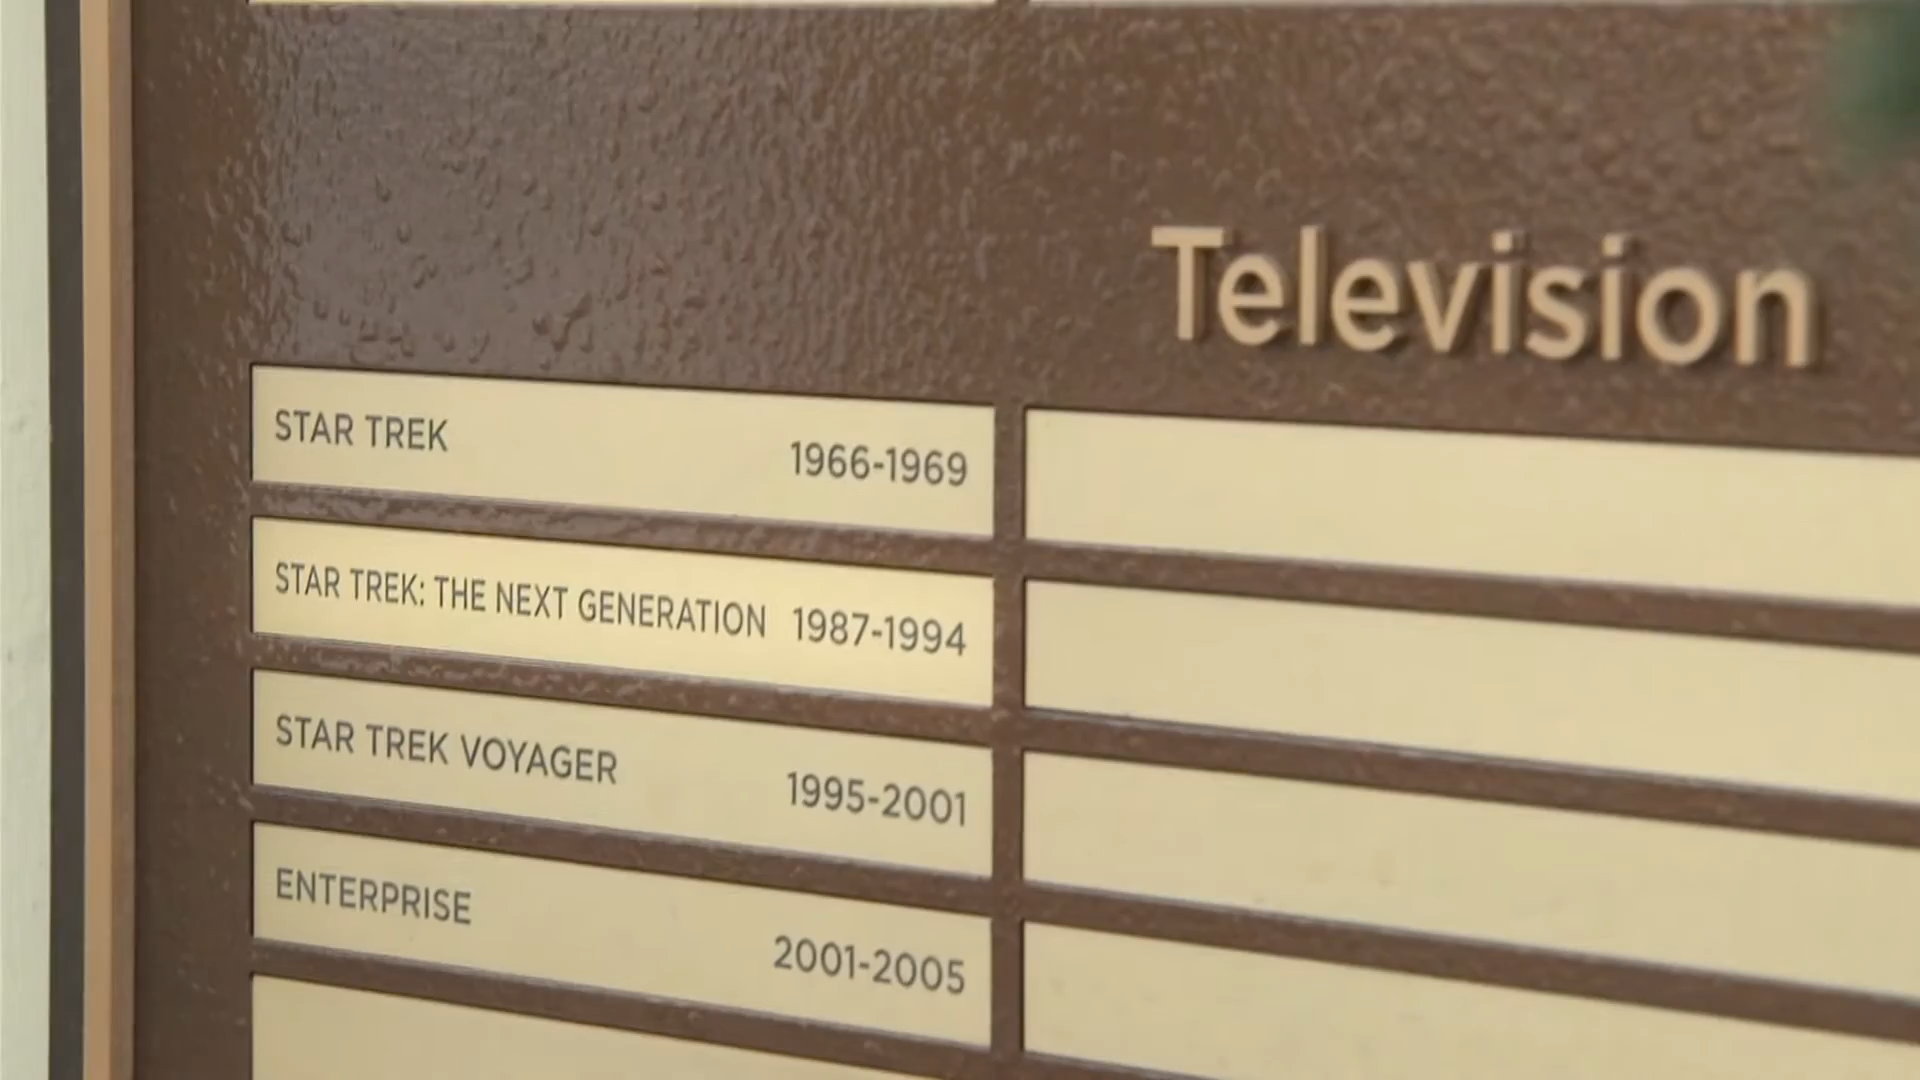 Television
STAR TREK 1966-1969
STAR TREK: THE NEXT GENERATION 1987-1994
STAR TREK VOYAGER 1995-2001
ENTERPRISE 2001-2005